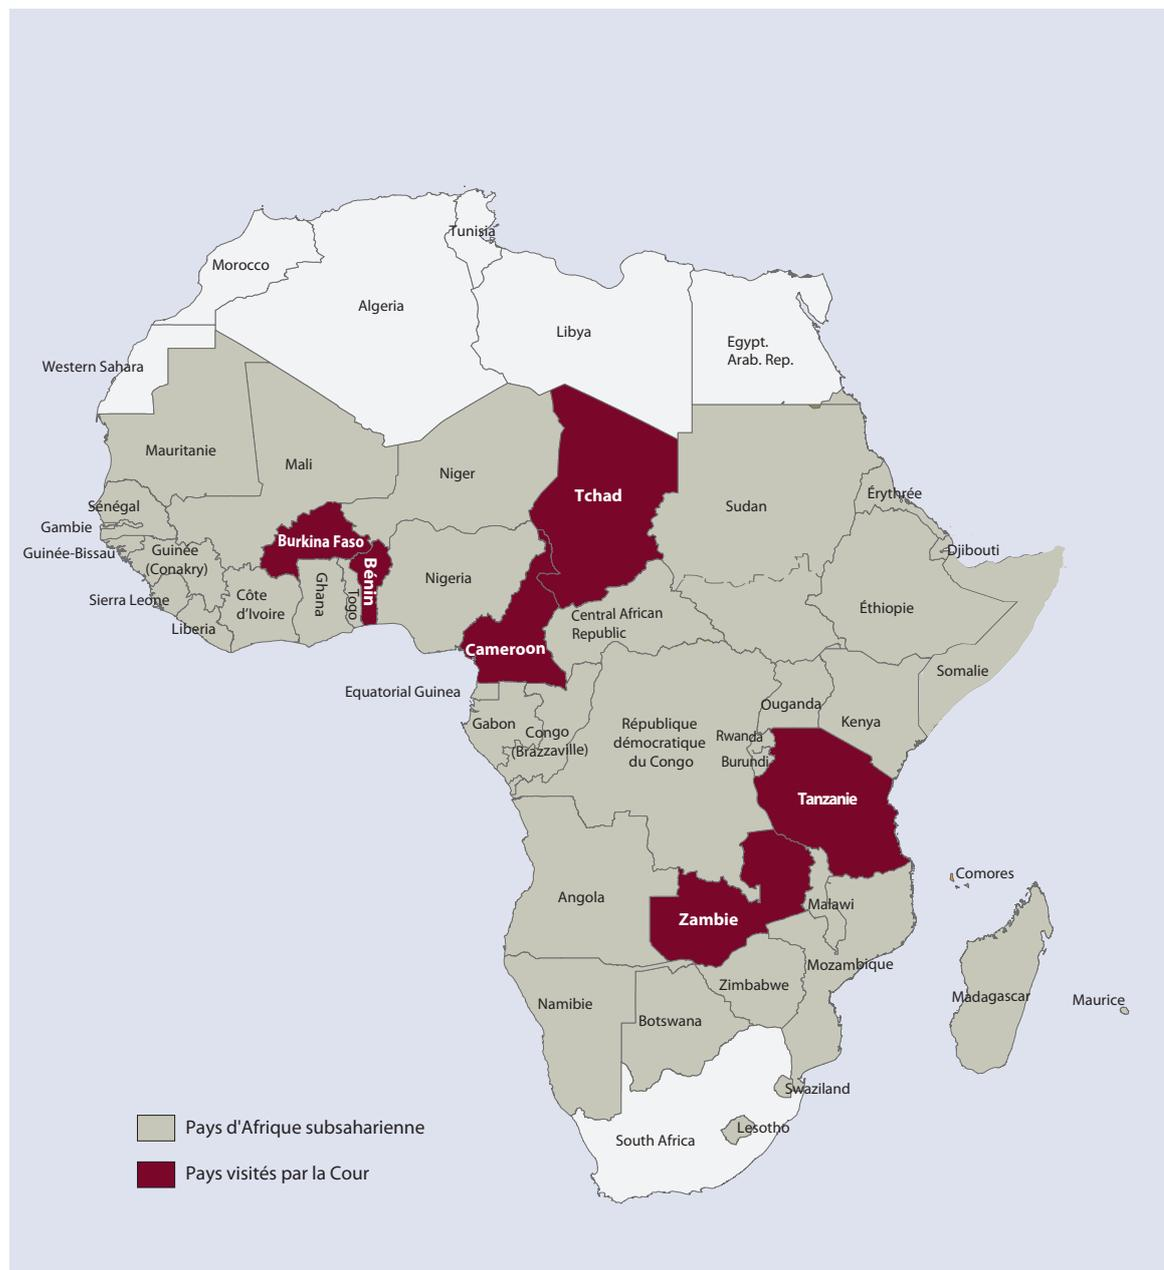 Tunisia
Morocco
Algeria
Libya
Egypt.
Arab. Rep.
Western Sahara
Mauritanie
Mali
Niger
Tchad
Sudan
Érythrée
Sénégal
Gambie
Guinée-Bissau
Guinée
(Conakry)
Burkina Faso
Bénin
Djibouti
Sierra Leone
Liberia
Côte
d'Ivoire
Ghana
Togo
Nigeria
Central African
Republic
Éthiopie
Cameroon
Somalie
Equatorial Guinea
Gabon
Congo
(Brazzaville)
République
démocratique
du Congo
Ouganda
Kenya
Rwanda
Burundi
Tanzanie
Comores
Angola
Zambie
Malawi
Mozambique
Zimbabwe
Madagascar
Maurice
Namibie
Botswana
Swaziland
Lesotho
South Africa
Pays d'Afrique subsaharienne
Pays visités par la Cour